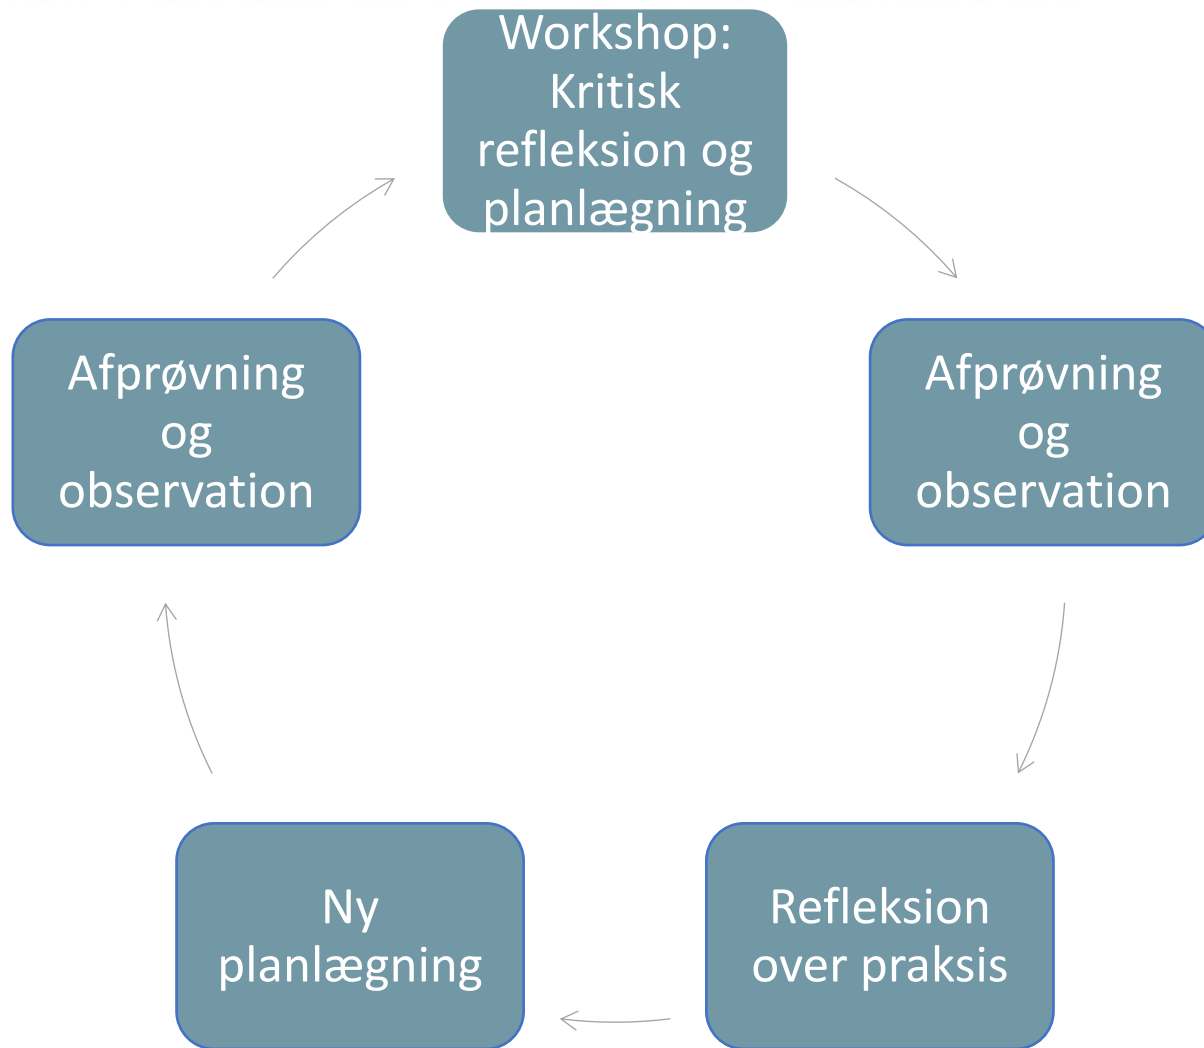 Workshop:
Kritisk
refleksion og
planlægning
Afprøvning
og
observation
Refleksion
over praksis
Ny
planlægning
Afprøvning
og
observation